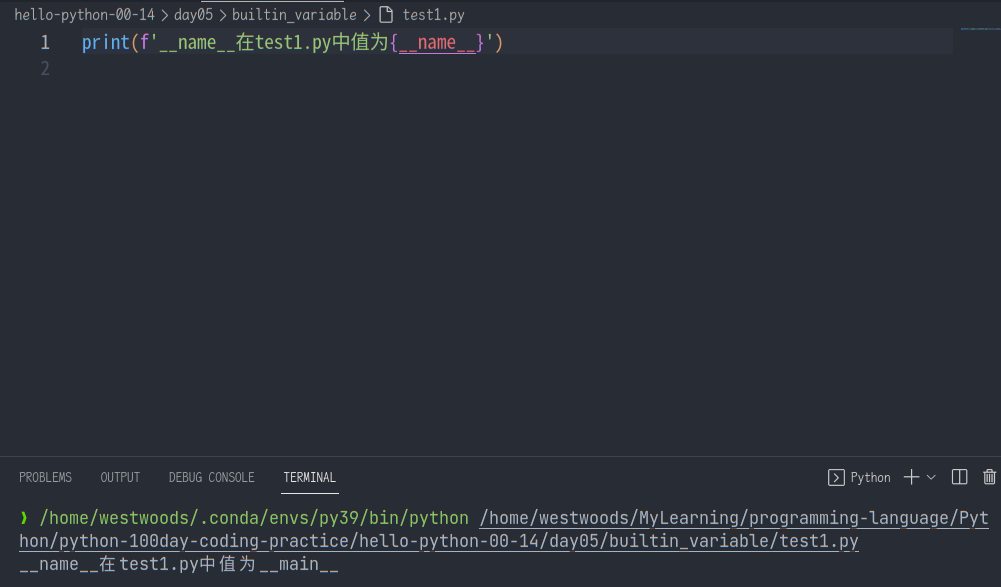 hello-python-00-14 > day05 > builtin_variable > test1.py
1 print(f'__name__在test1.py中值为{__name__}')
2
PROBLEMS OUTPUT DEBUG CONSOLE TERMINAL Python
❯ /home/westwoods/.conda/envs/py39/bin/python /home/westwoods/MyLearning/programming-language/Pyt
hon/python-100day-coding-practice/hello-python-00-14/day05/builtin_variable/test1.py
__name__在test1.py中值为__main__